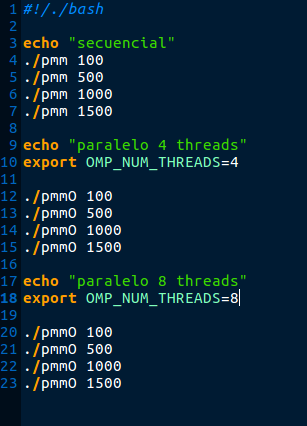 1 #!/./bash
2
3 echo "secuencial"
4 ./pmm 100
5 ./pmm 500
6 ./pmm 1000
7 ./pmm 1500
8
9 echo "paralelo 4 threads"
10 export OMP_NUM_THREADS=4
11
12 ./pmmO 100
13 ./pmmO 500
14 ./pmmO 1000
15 ./pmmO 1500
16
17 echo "paralelo 8 threads"
18 export OMP_NUM_THREADS=8
19
20 ./pmmO 100
21 ./pmmO 500
22 ./pmmO 1000
23 ./pmmO 1500